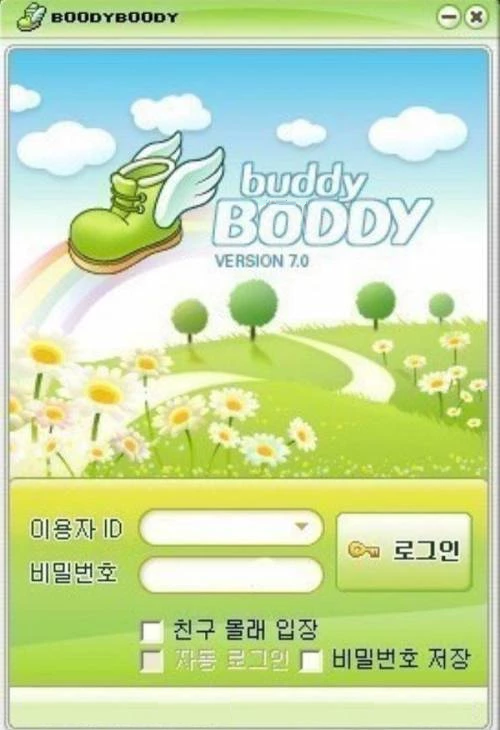 BOODYBOODY
buddy
BODDY
VERSION 7.0
이용자 ID
비밀번호
로그인
친구 몰래 입장
자동 로그인 비밀번호 저장